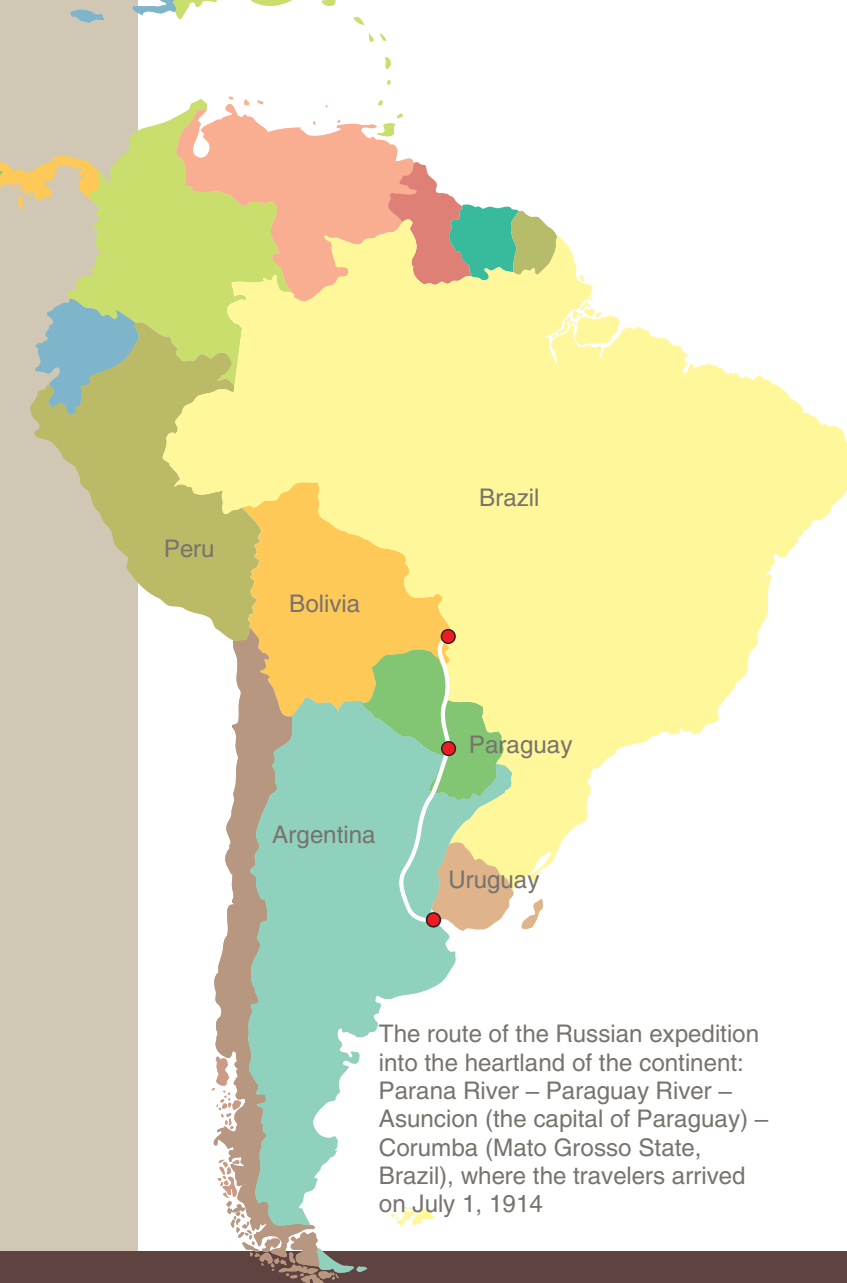 Brazil
Peru
Bolivia
Paraguay
Argentina
Uruguay
The route of the Russian expedition
into the heartland of the continent:
Parana River – Paraguay River –
Asuncion (the capital of Paraguay) –
Corumba (Mato Grosso State,
Brazil), where the travelers arrived
on July 1, 1914